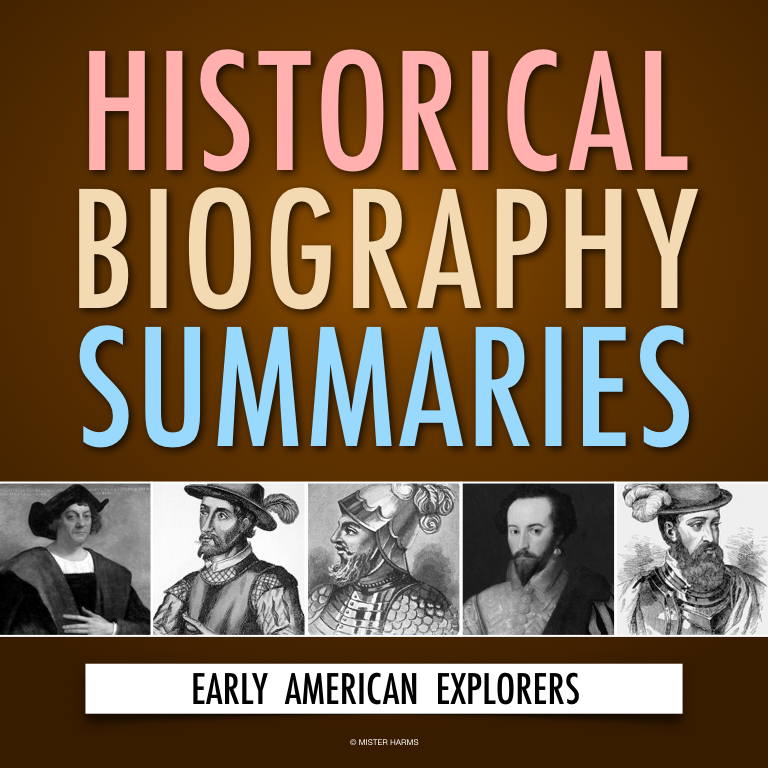 HISTORICAL
BIOGRAPHY
SUMMARIES
EARLY AMERICAN EXPLORERS
© MISTER HARMS